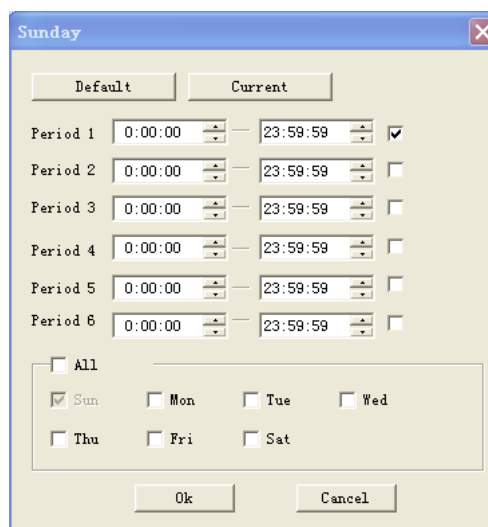 Sunday
Default Current
Period 1 0:00:00 — 23:59:59
Period 2 0:00:00 — 23:59:59
Period 3 0:00:00 — 23:59:59
Period 4 0:00:00 — 23:59:59
Period 5 0:00:00 — 23:59:59
Period 6 0:00:00 — 23:59:59
All
Sun Mon Tue Wed
Thu Fri Sat
Ok Cancel